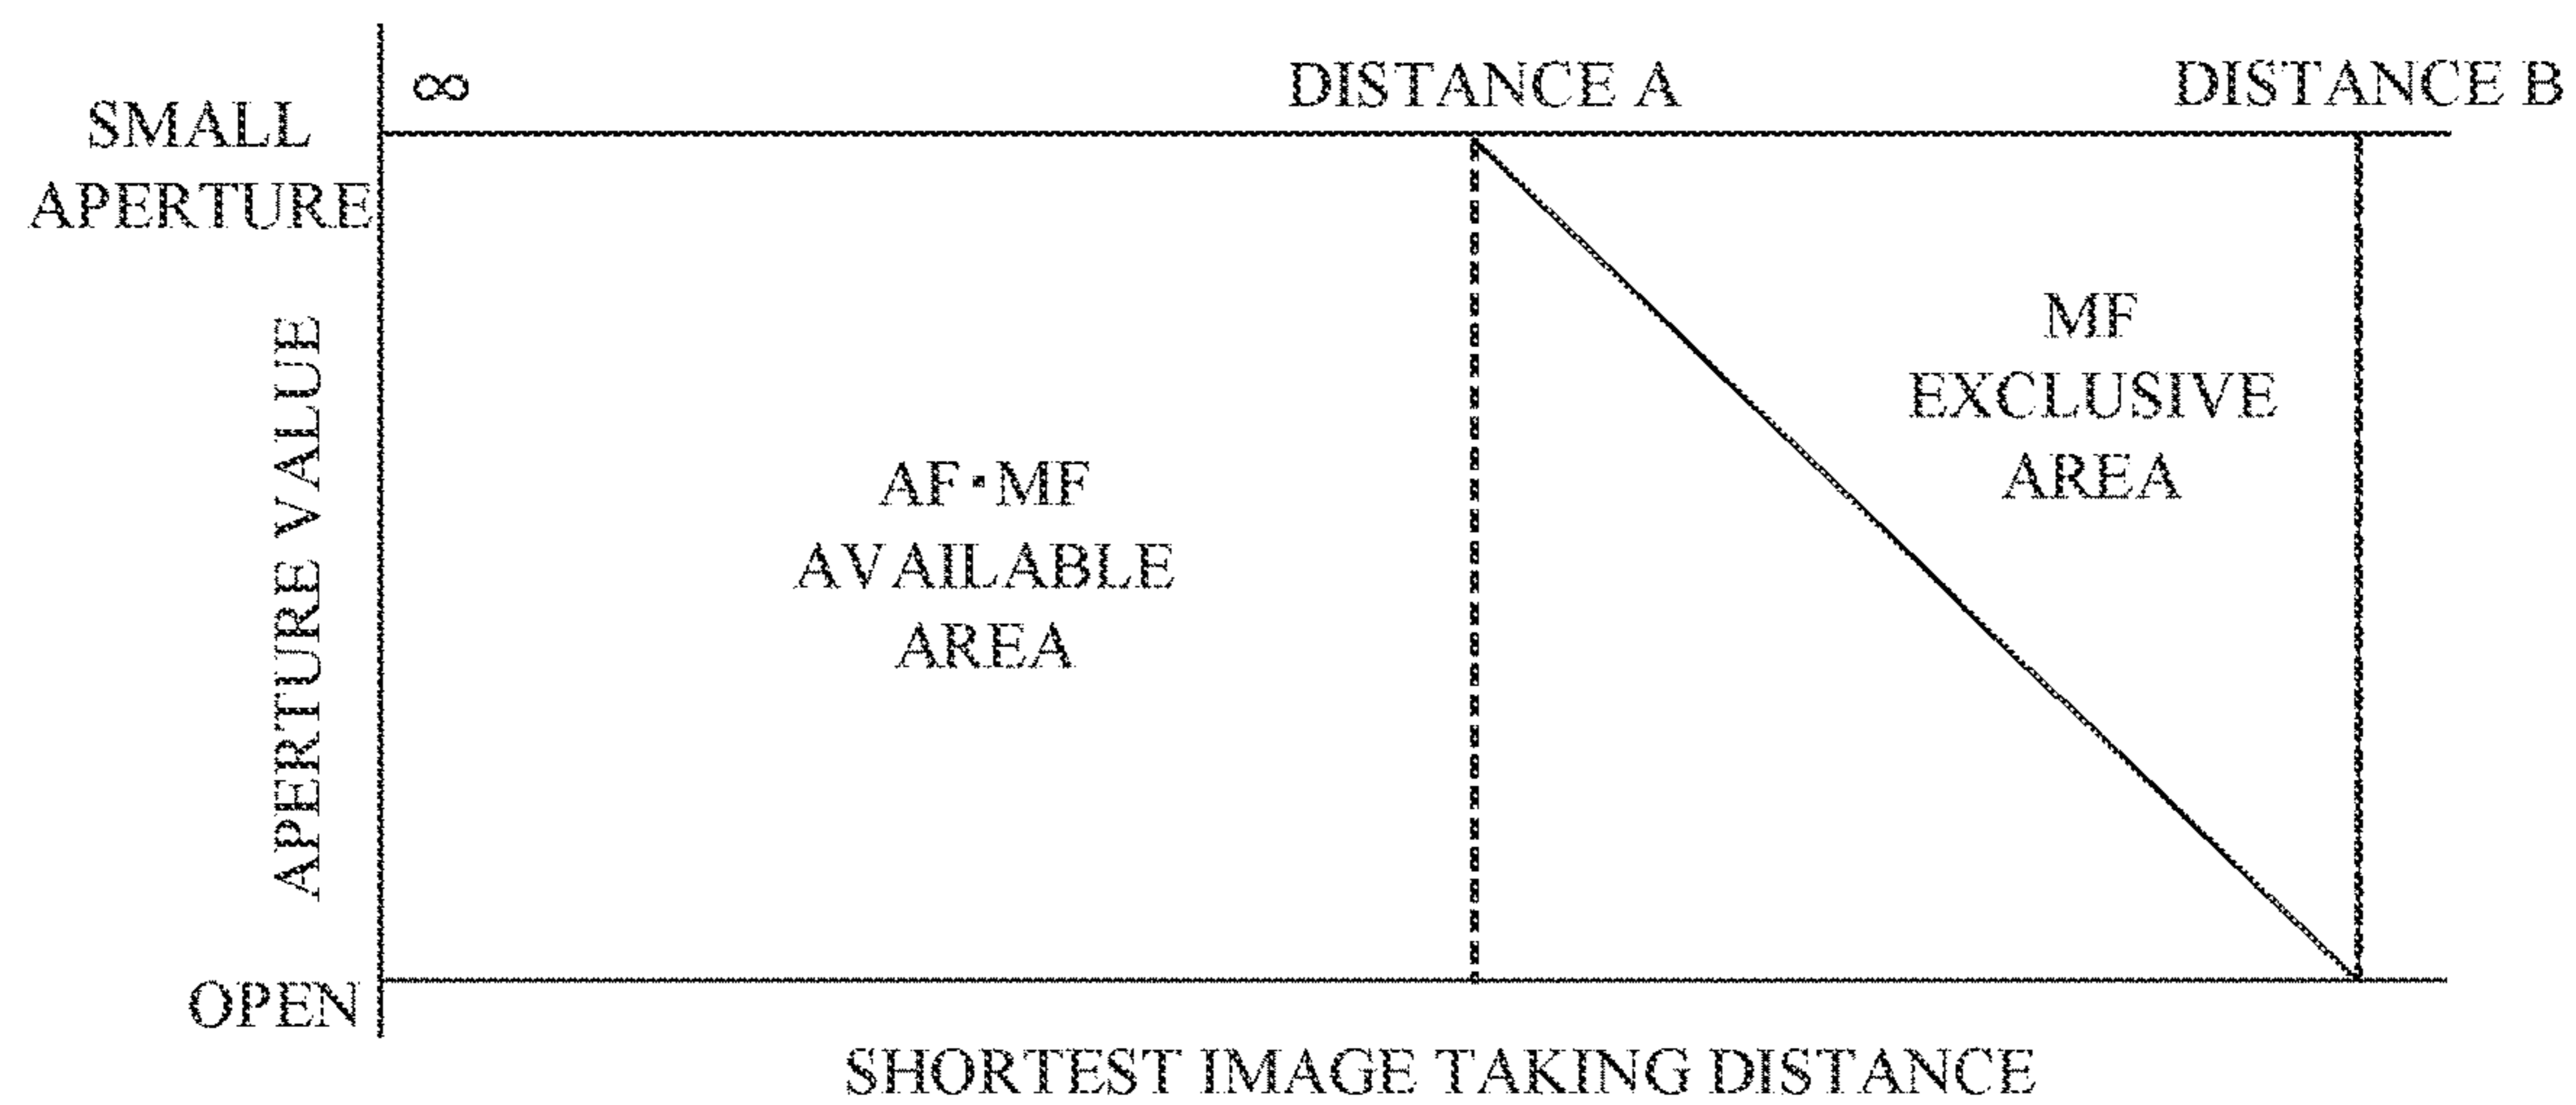 ∞
DISTANCE A
DISTANCE B
SMALL
APERTURE
APERTURE VALUE
AF·MF
AVAILABLE
AREA
MF
EXCLUSIVE
AREA
OPEN
SHORTEST IMAGE TAKING DISTANCE